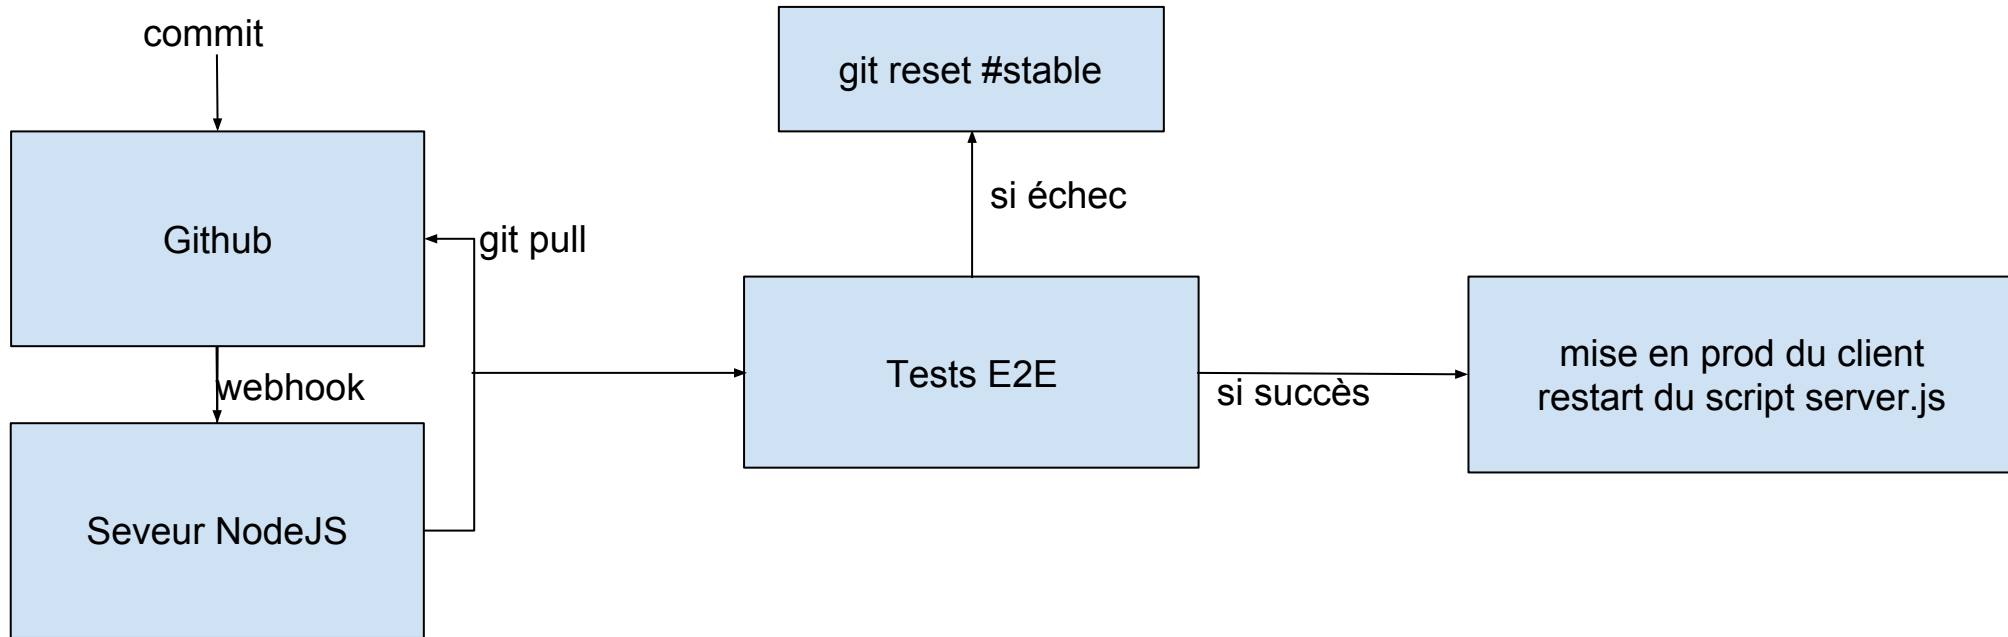 commit
git reset #stable
si échec
Github
git pull
webhook
Tests E2E
si succès
mise en prod du client
restart du script server.js
Seveur NodeJS